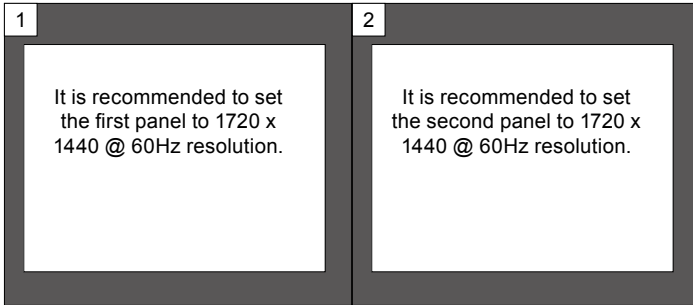 1
It is recommended to set
the first panel to 1720 x
1440 @ 60Hz resolution.
2
It is recommended to set
the second panel to 1720 x
1440 @ 60Hz resolution.